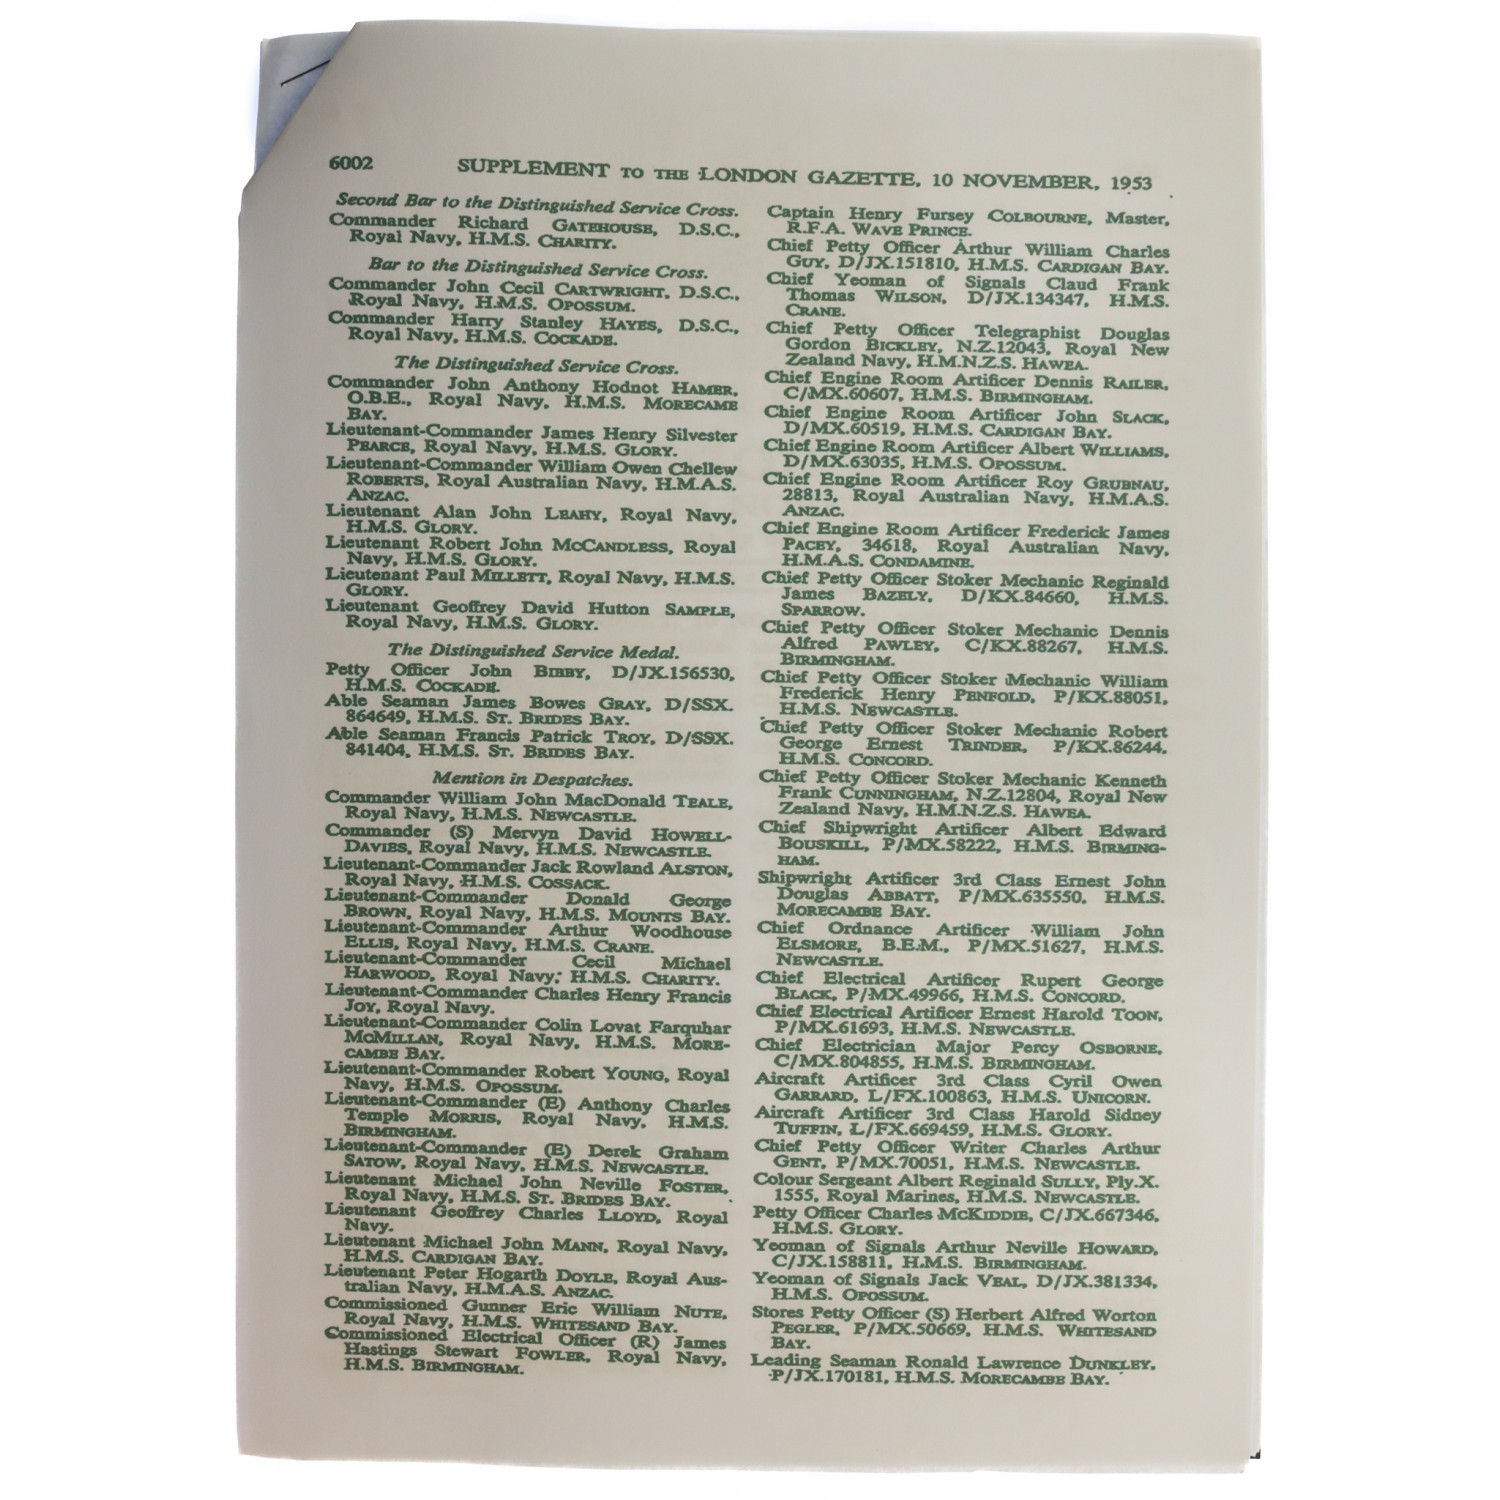 6002 SUPPLEMENT TO THE LONDON GAZETTE, 10 NOVEMBER, 1953
Second Bar to the Distinguished Service Cross.
Commander Richard GATEHOUSE, D.S.C.,
Royal Navy, H.M.S. CHARITY.
Bar to the Distinguished Service Cross.
Commander John Cecil CARTWRIGHT, D.S.C.,
Royal Navy, H.M.S. OPOSSUM.
Commander Harry Stanley HAYES, D.S.C.,
Royal Navy, H.M.S. COCKADE.
The Distinguished Service Cross.
Commander John Anthony Hodnot HAMER,
O.B.E., Royal Navy, H.M.S. MORECAMB
BAY.
Lieutenant-Commander James Henry Silvester
PEARCE, Royal Navy, H.M.S. GLORY.
Lieutenant-Commander William Owen Chellew
ROBERTS, Royal Australian Navy, H.M.A.S.
ANZAC.
Lieutenant Alan John LEAHY, Royal Navy,
H.M.S. GLORY.
Lieutenant Robert John MCCANDLESS, Royal
Navy, H.M.S. GLORY.
Lieutenant Paul MILLETT, Royal Navy, H.M.S.
GLORY.
Lieutenant Geoffrey David Hutton SAMPLE,
Royal Navy, H.M.S. GLORY.
The Distinguished Service Medal.
Petty Officer John BIBBY, D/JX.156530,
H.M.S. COCKADE.
Able Seaman James Bowes GRAY, D/SSX.
864649, H.M.S. ST. BRIDES BAY.
Able Seaman Francis Patrick TROY, D/SSX.
841404, H.M.S. ST. BRIDES BAY.
Mention in Despatches.
Commander William John MacDonald TEALE,
Royal Navy, H.M.S. NEWCASTLE.
Commander (S) Mervyn David HOWELL-
DAVIES, Royal Navy, H.M.S. NEWCASTLE.
Lieutenant-Commander Jack Rowland ALSTON,
Royal Navy, H.M.S. COSSACK.
Lieutenant-Commander Donald George
BROWN, Royal Navy, H.M.S. MOUNTS BAY.
Lieutenant-Commander Arthur Woodhouse
ELLIS, Royal Navy, H.M.S. CRANE.
Lieutenant-Commander Cecil Michael
HARWOOD, Royal Navy; H.M.S. CHARITY.
Lieutenant-Commander Charles Henry Francis
JOY, Royal Navy.
Lieutenant-Commander Colin Lovat Farquhar
MCMILLAN, Royal Navy, H.M.S. MORE-
CAMBE BAY.
Lieutenant-Commander Robert YOUNG, Royal
Navy, H.M.S. OPOSSUM.
Lieutenant-Commander (E) Anthony Charles
Temple MORRIS, Royal Navy, H.M.S.
BIRMINGHAM.
Lieutenant-Commander (E) Derek Graham
SATOW, Royal Navy, H.M.S. NEWCASTLE.
Lieutenant Michael John Neville FOSTER,
Royal Navy, H.M.S. ST. BRIDES BAY.
Lieutenant Geoffrey Charles LLOYD, Royal
Navy.
Lieutenant Michael John MANN, Royal Navy,
H.M.S. CARDIGAN BAY.
Lieutenant Peter Hogarth DOYLE, Royal Aus-
tralian Navy, H.M.A.S. ANZAC.
Commissioned Gunner Eric William NUTE,
Royal Navy, H.M.S. WHITESAND BAY.
Commissioned Electrical Officer (R) James
Hastings Stewart FOWLER, Royal Navy,
H.M.S. BIRMINGHAM.
Captain Henry Fursey COLBOURNE, Master,
R.F.A. WAVE PRINCE.
Chief Petty Officer Arthur William Charles
GUY, D/JX.151810, H.M.S. CARDIGAN BAY.
Chief Yeoman of Signals Claud Frank
Thomas WILSON, D/JX.134347, H.M.S.
CRANE.
Chief Petty Officer Telegraphist Douglas
Gordon BICKLEY, N.Z.12043, Royal New
Zealand Navy, H.M.N.Z.S. HAWEA.
Chief Engine Room Artificer Dennis RAILER,
C/MX.60607, H.M.S. BIRMINGHAM.
Chief Engine Room Artificer John SLACK,
D/MX.60519, H.M.S. CARDIGAN BAY.
Chief Engine Room Artificer Albert WILLIAMS,
D/MX.63035, H.M.S. OPOSSUM.
Chief Engine Room Artificer Roy GRUBNAU,
28813, Royal Australian Navy, H.M.A.S.
ANZAC.
Chief Engine Room Artificer Frederick James
PACEY, 34618, Royal Australian Navy,
H.M.A.S. CONDAMINE.
Chief Petty Officer Stoker Mechanic Reginald
James BAZELY, D/KX.84660, H.M.S.
SPARROW.
Chief Petty Officer Stoker Mechanic Dennis
Alfred PAWLEY, C/KX.88267, H.M.S.
BIRMINGHAM.
Chief Petty Officer Stoker Mechanic William
Frederick Henry PENFOLD, P/KX.88051,
H.M.S. NEWCASTLE.
Chief Petty Officer Stoker Mechanic Robert
George Ernest TRINDER, P/KX.86244,
H.M.S. CONCORD.
Chief Petty Officer Stoker Mechanic Kenneth
Frank CUNNINGHAM, N.Z.12804, Royal New
Zealand Navy, H.M.N.Z.S. HAWEA.
Chief Shipwright Artificer Albert Edward
BOUSKILL, P/MX.58222, H.M.S. BIRMING-
HAM.
Shipwright Artificer 3rd Class Ernest John
Douglas ABBATT, P/MX.635550, H.M.S.
MORECAMBE BAY.
Chief Ordnance Artificer William John
ELSMORE, B.E.M., P/MX.51627, H.M.S.
NEWCASTLE.
Chief Electrical Artificer Rupert George
BLACK, P/MX.49966, H.M.S. CONCORD.
Chief Electrical Artificer Ernest Harold TOON,
P/MX.61693, H.M.S. NEWCASTLE.
Chief Electrician Major Percy OSBORNE,
C/MX.804855, H.M.S. BIRMINGHAM.
Aircraft Artificer 3rd Class Cyril Owen
GARRARD, L/FX.100863, H.M.S. UNICORN.
Aircraft Artificer 3rd Class Harold Sidney
TUFFIN, L/FX.669459, H.M.S. GLORY.
Chief Petty Officer Writer Charles Arthur
GENT, P/MX.70051, H.M.S. NEWCASTLE.
Colour Sergeant Albert Reginald SULLY, Ply.X.
1555, Royal Marines, H.M.S. NEWCASTLE.
Petty Officer Charles MCKIDDIE, C/JX.667346,
H.M.S. GLORY.
Yeoman of Signals Arthur Neville HOWARD,
C/JX.158811, H.M.S. BIRMINGHAM.
Yeoman of Signals Jack VEAL, D/JX.381334,
H.M.S. OPOSSUM.
Stores Petty Officer (S) Herbert Alfred Worton
PEGLER, P/MX.50669, H.M.S. WHITESAND
BAY.
Leading Seaman Ronald Lawrence DUNKLEY,
P/JX.170181, H.M.S. MORECAMBE BAY.